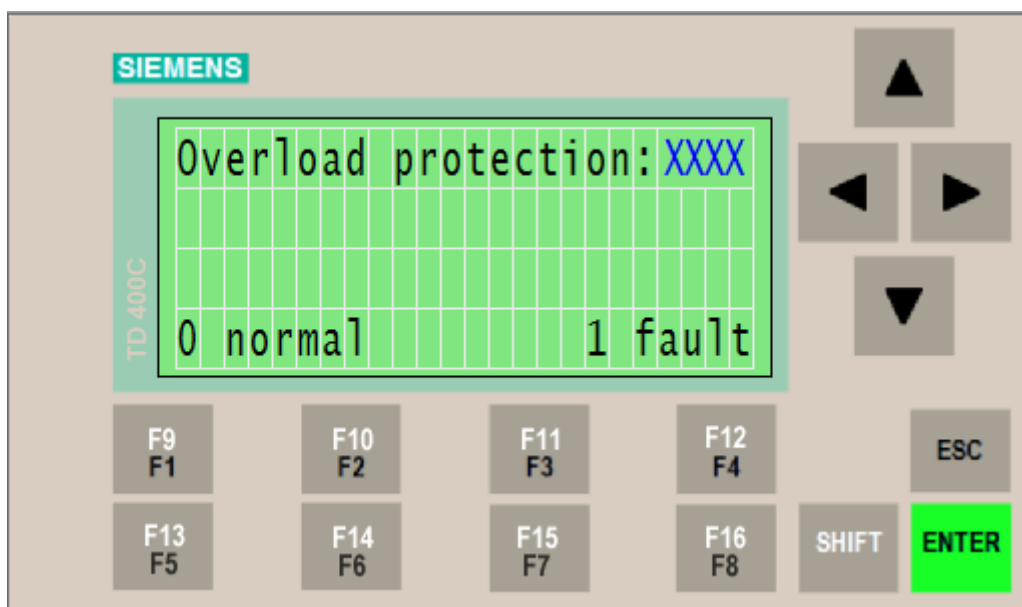 SIEMENS
TD 400C
Overload protection:XXXX
0 normal 1 fault
F9 F10 F11 F12
F1 F2 F3 F4
ESC
F13 F14 F15 F16
F5 F6 F7 F8
SHIFT ENTER